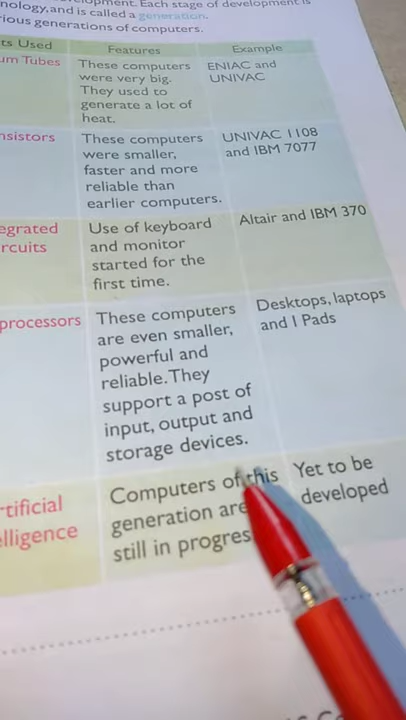 Each stage of development is
nology, and is called a generation.
ious generations of computers.
ts Used Features Example
um Tubes These computers were very big. They used to generate a lot of heat. ENIAC and UNIVAC
nsistors These computers were smaller, faster and more reliable than earlier computers. UNIVAC 1108 and IBM 7077
egrated
rcuits
Use of keyboard
and monitor
started for the
first time.
Altair and IBM 370
processors
These computers
are even smaller,
powerful and
reliable. They
support a post of
input, output and
storage devices.
Desktops, laptops
and I Pads
rtificial
elligence
Computers of this
generation are
still in progres
Yet to be
developed